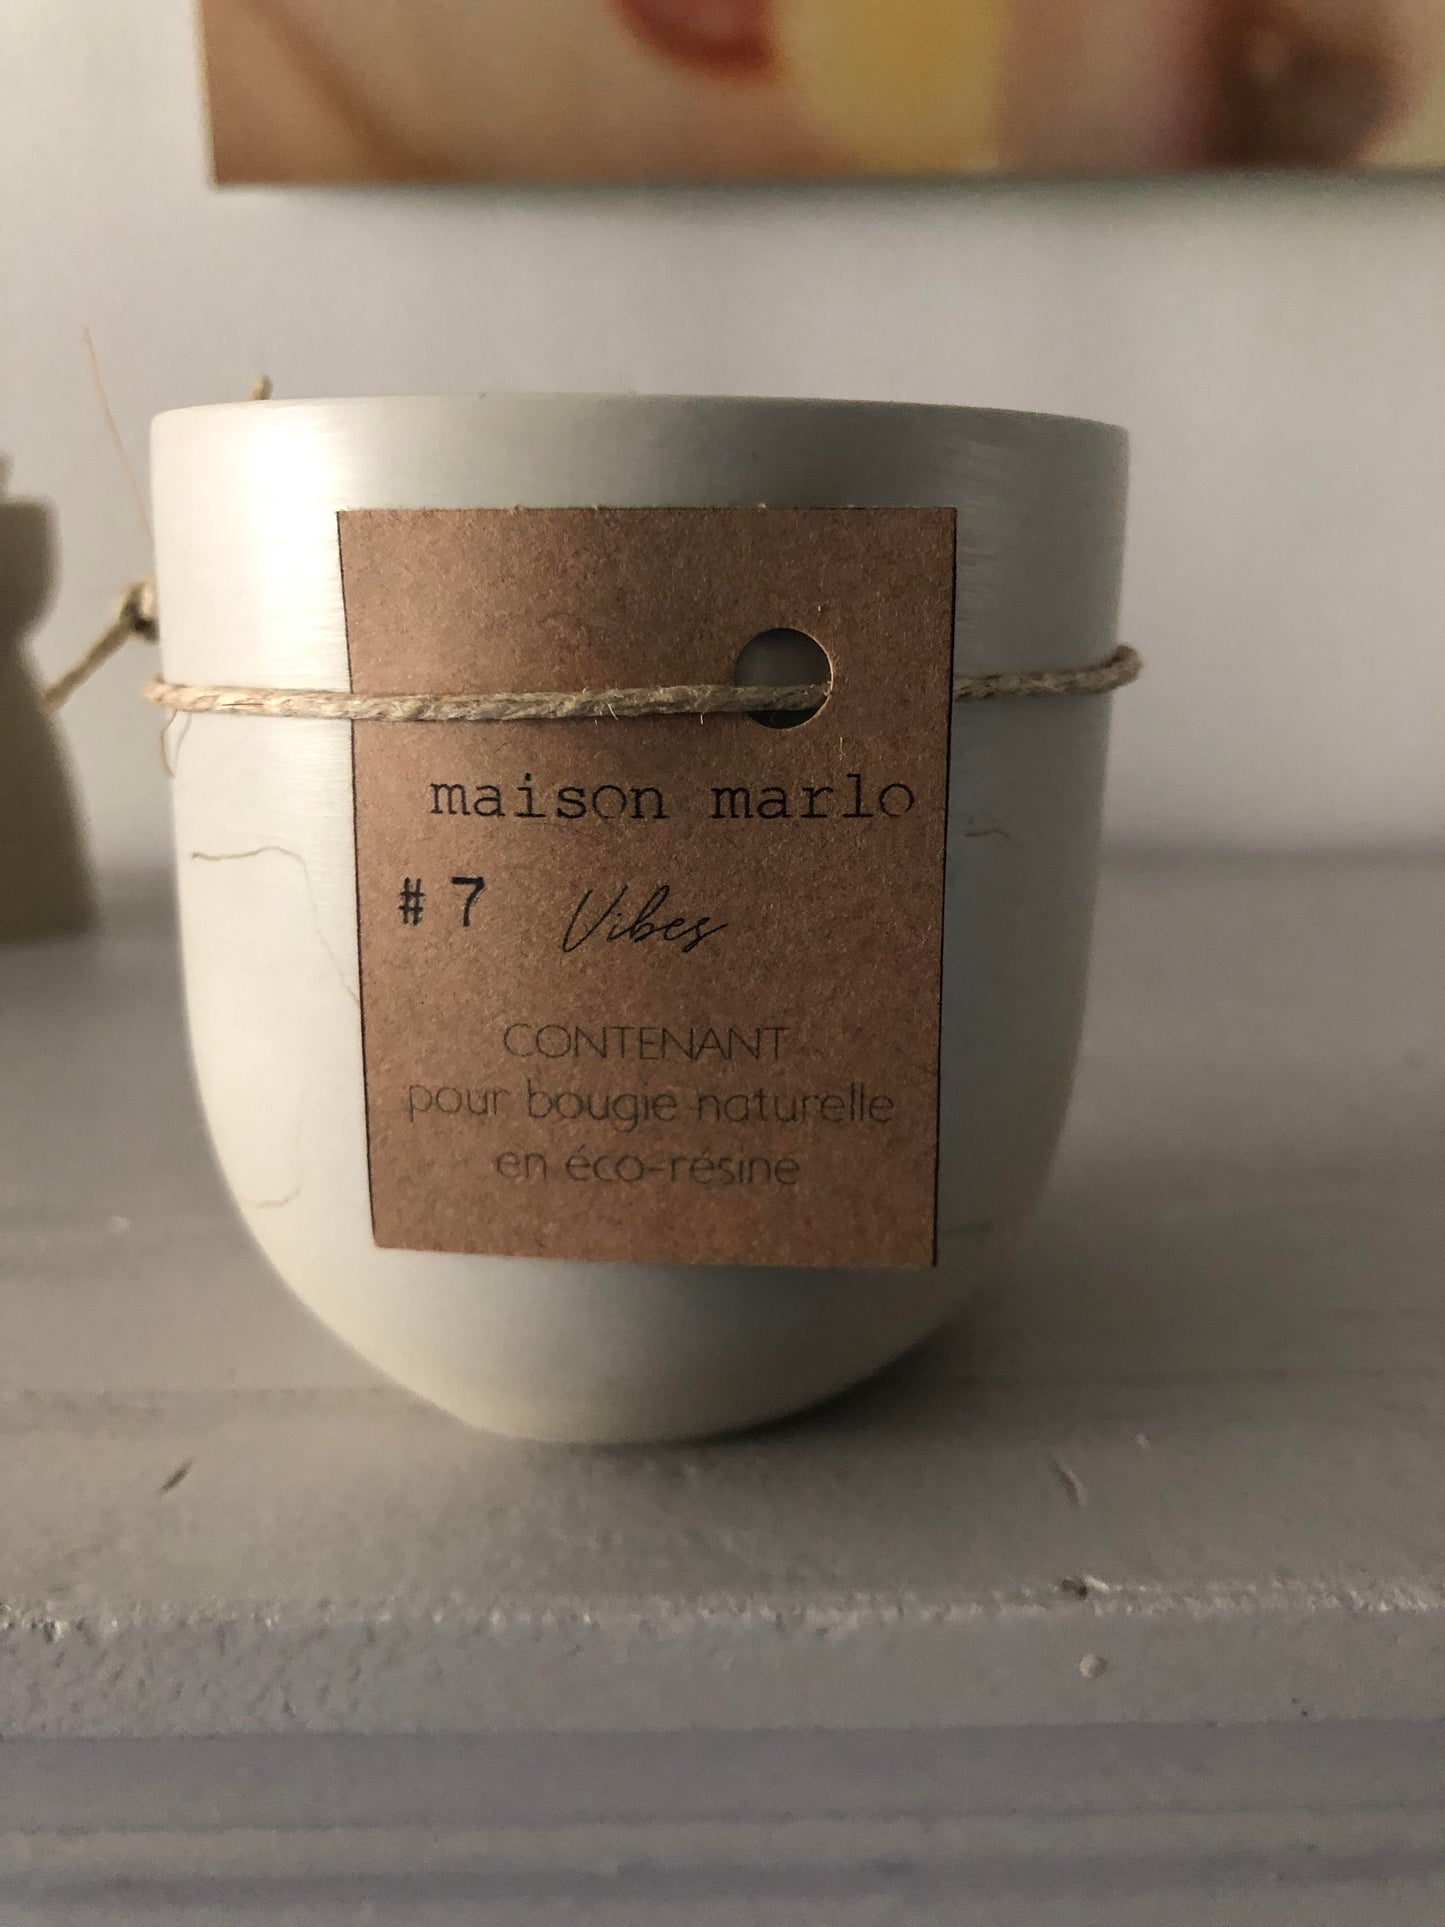 maison marlo
# 7 Vibes
CONTENANT
pour bougie naturelle
en éco-résine